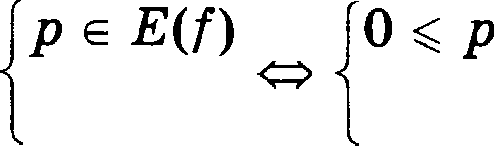 { p ∈ E(f) ⇔ { 0 ⩽ p